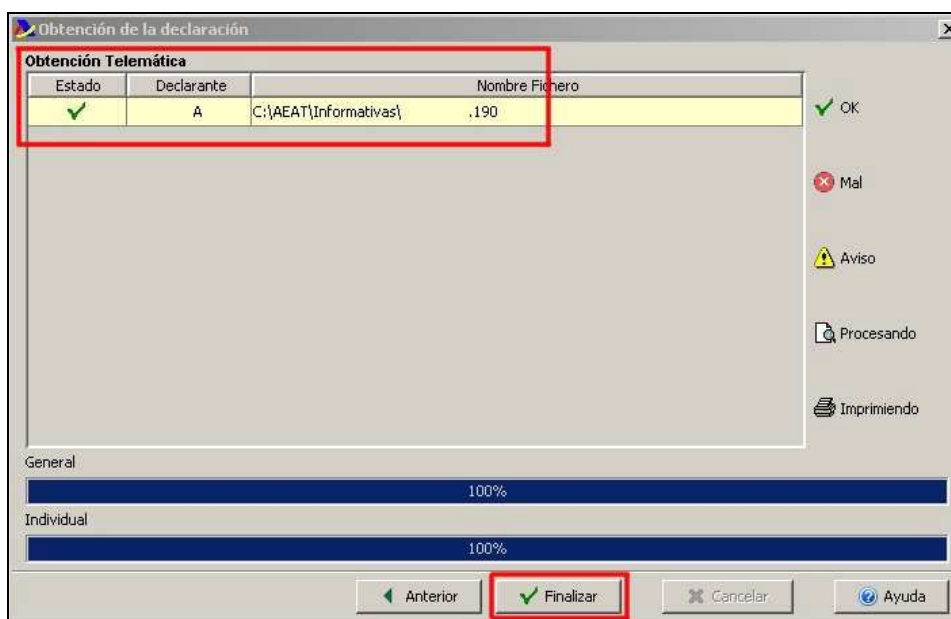 Obtención de la declaración
Obtención Telemática
Estado Declarante Nombre Fichero
A C:\AEAT\Informativas\ .190
OK
Mal
Aviso
Procesando
Imprimiendo
General
100%
Individual
100%
Anterior Finalizar Cancelar Ayuda